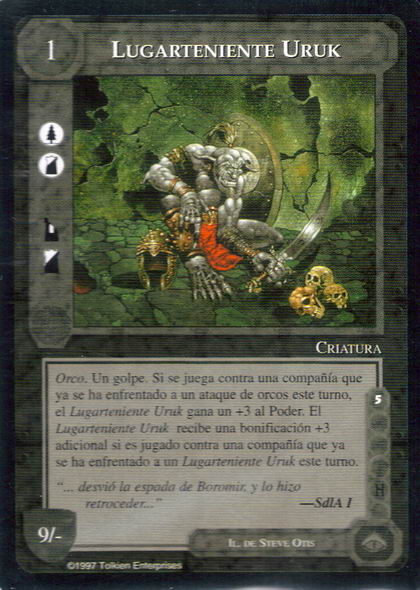 1
LUGARTENIENTE URUK
CRIATURA
Orco. Un golpe. Si se juega contra una compañía que
ya se ha enfrentado a un ataque de orcos este turno,
el Lugarteniente Uruk gana un +3 al Poder. El
Lugarteniente Uruk recibe una bonificación +3
adicional si es jugado contra una compañía que ya
se ha enfrentado a un Lugarteniente Uruk este turno.
“... desvió la espada de Boromir, y lo hizo
retroceder...”
—SdlA I
5
H
9/-
IL. DE STEVE OTIS
©1997 Tolkien Enterprises